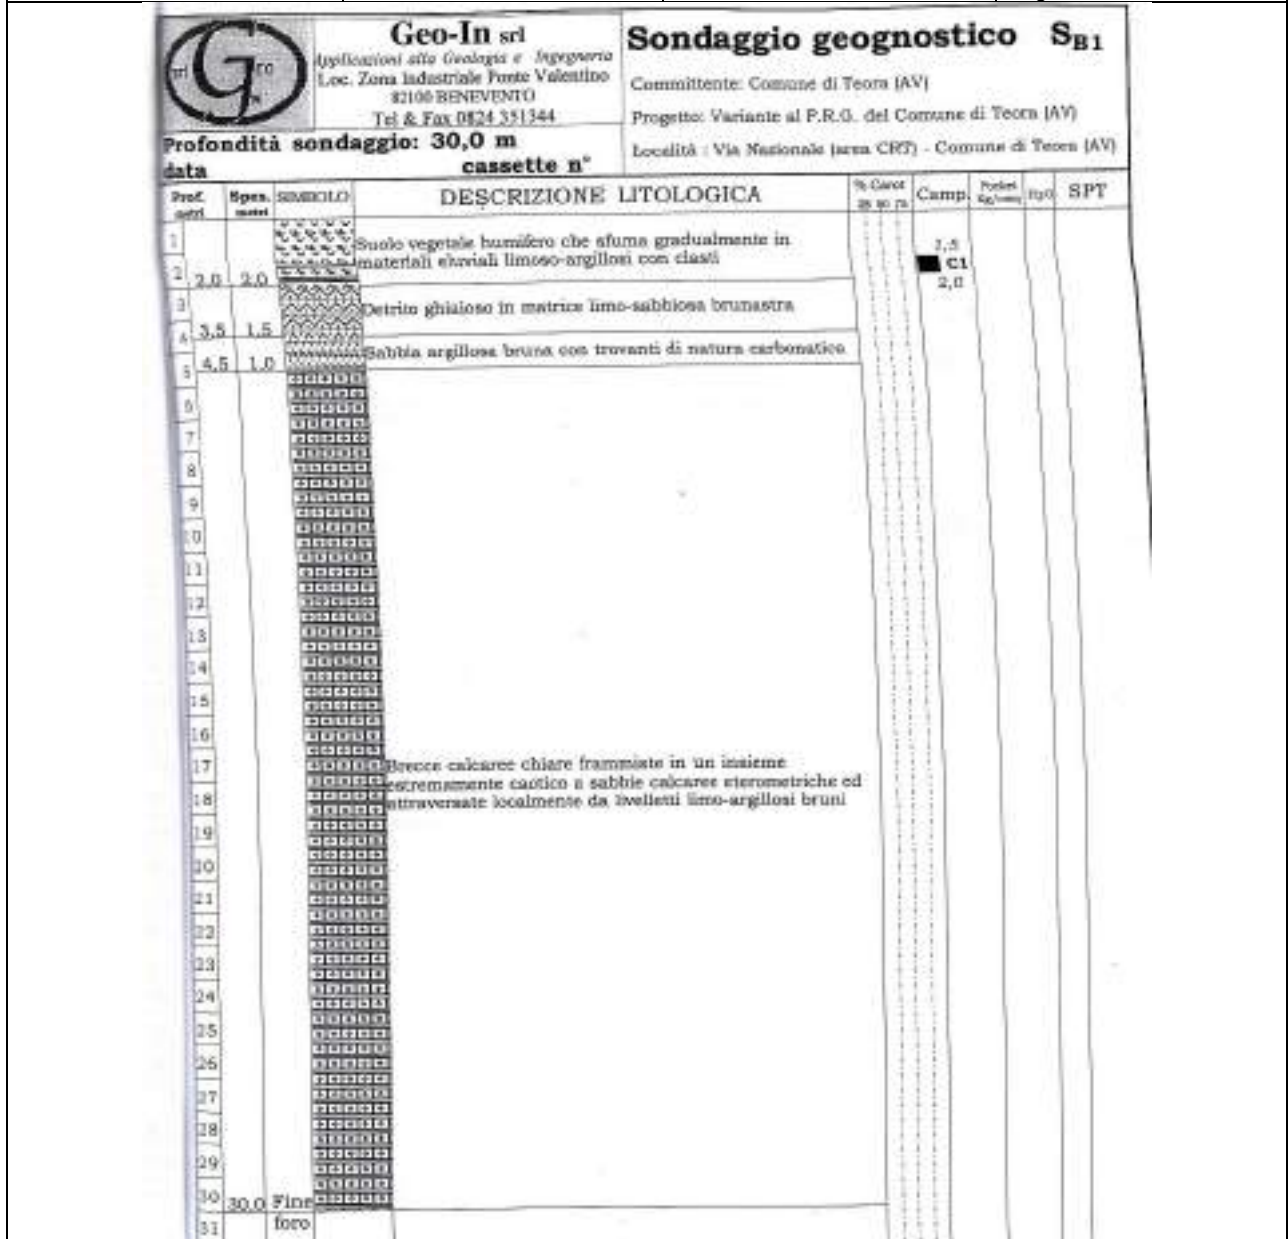 Geo-In srl
Applicazioni alla Geologia e Ingegneria
Loc. Zona Industriale Ponte Valentino
82100 BENEVENTO
Tel & Fax 0824 351344
Profondità sondaggio: 30,0 m
data cassette n°
Sondaggio geognostico SB1
Committente: Comune di Teora (AV)
Progetto: Variante al P.R.G. del Comune di Teora (AV)
Località : Via Nazionale (area CRT) - Comune di Teora (AV)
Prof. metri Spes. metri SIMBOLO DESCRIZIONE LITOLOGICA % Carot 25 50 75 Camp. Pocket H2O SPT
1
Suolo vegetale humifero che sfuma gradualmente in
materiali eluviali limoso-argillosi con clasti
1,5
C1
2,0
2 2.0 2.0
3
Detrito ghiaioso in matrice limo-sabbiosa brunastra
4 3,5 1,5
Sabbia argillosa bruna con trovanti di natura carbonatica
5 4,5 1,0
6
7
8
9
10
11
12
13
14
15
16
17
Brecce calcaree chiare frammiste in un insieme
estremamente caotico a sabbie calcaree eterometriche ed
attraversate localmente da livelletti limo-argillosi bruni
18
19
20
21
22
23
24
25
26
27
28
29
30 30.0 Fine
foro
31